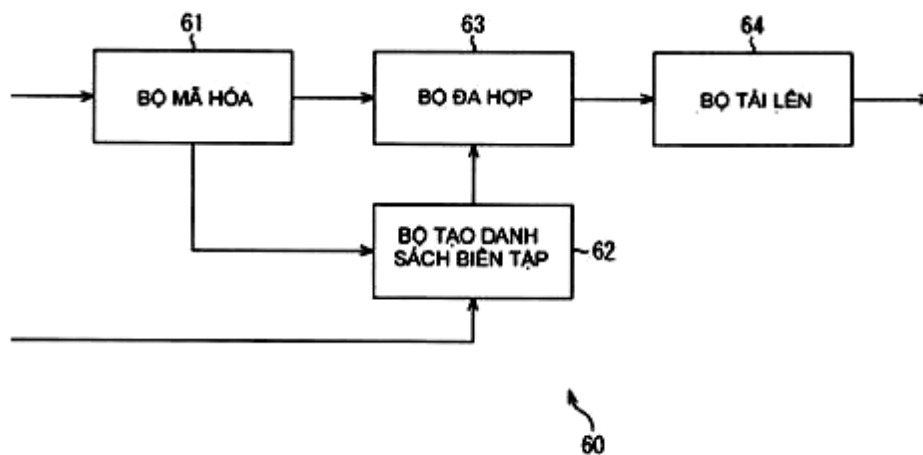 61
63
64
BỘ MÃ HÓA
BỘ ĐA HỢP
BỘ TẢI LÊN
BỘ TẠO DANH
SÁCH BIÊN TẬP
62
60